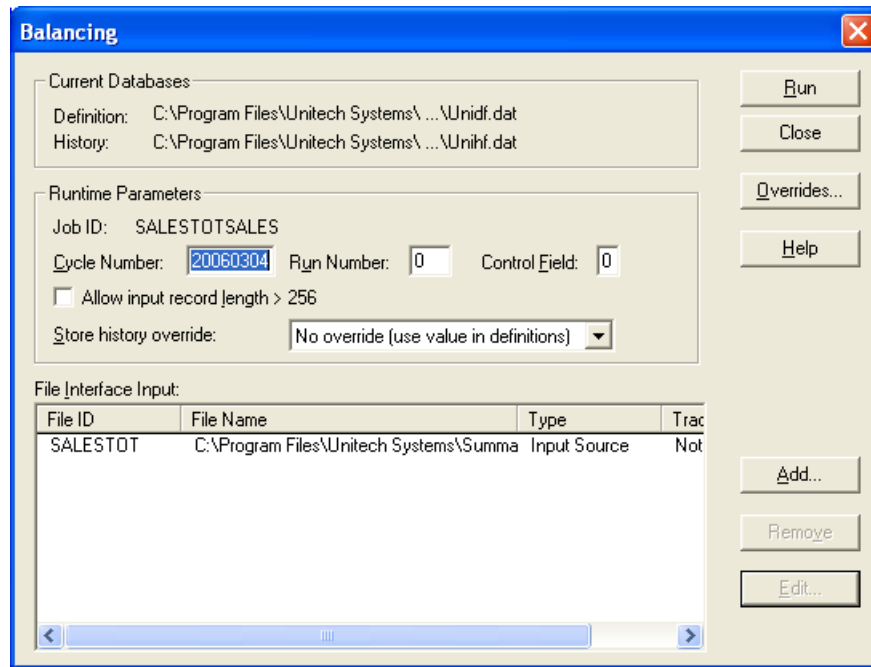 Balancing
Current Databases
Definition: C:\Program Files\Unitech Systems\ ...\Unidf.dat
History: C:\Program Files\Unitech Systems\ ...\Unihf.dat
Run
Close
Overrides...
Help
Runtime Parameters
Job ID: SALESTOTSALES
Cycle Number: 20060304 Run Number: 0 Control Field: 0
Allow input record length > 256
Store history override: No override (use value in definitions)
File Interface Input:
File ID File Name Type Trac
SALESTOT C:\Program Files\Unitech Systems\Summa Input Source Not
Add...
Remove
Edit...